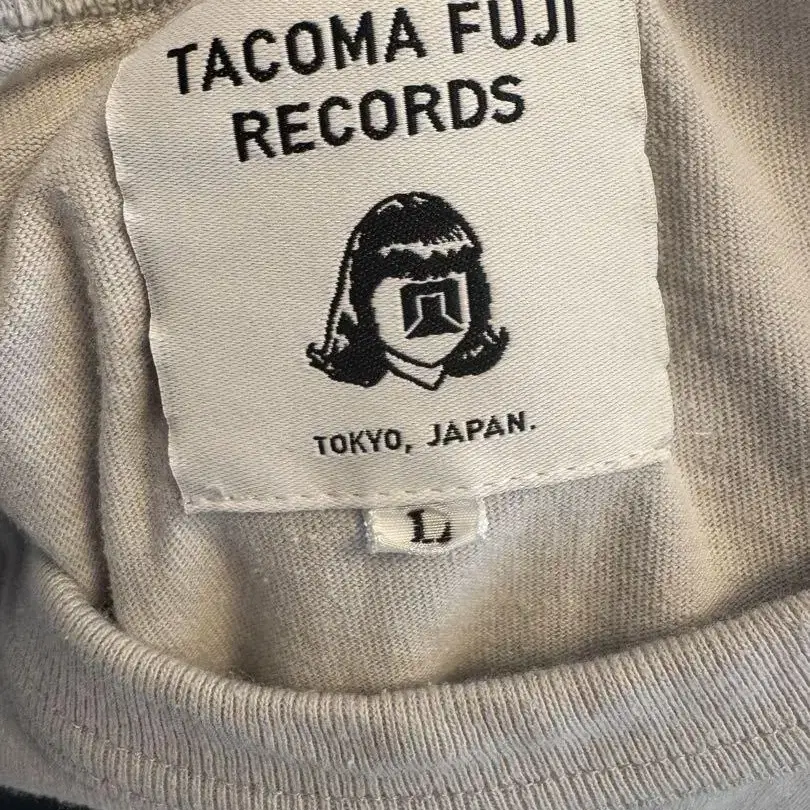 TACOMA FUJI
RECORDS
TOKYO, JAPAN.
L